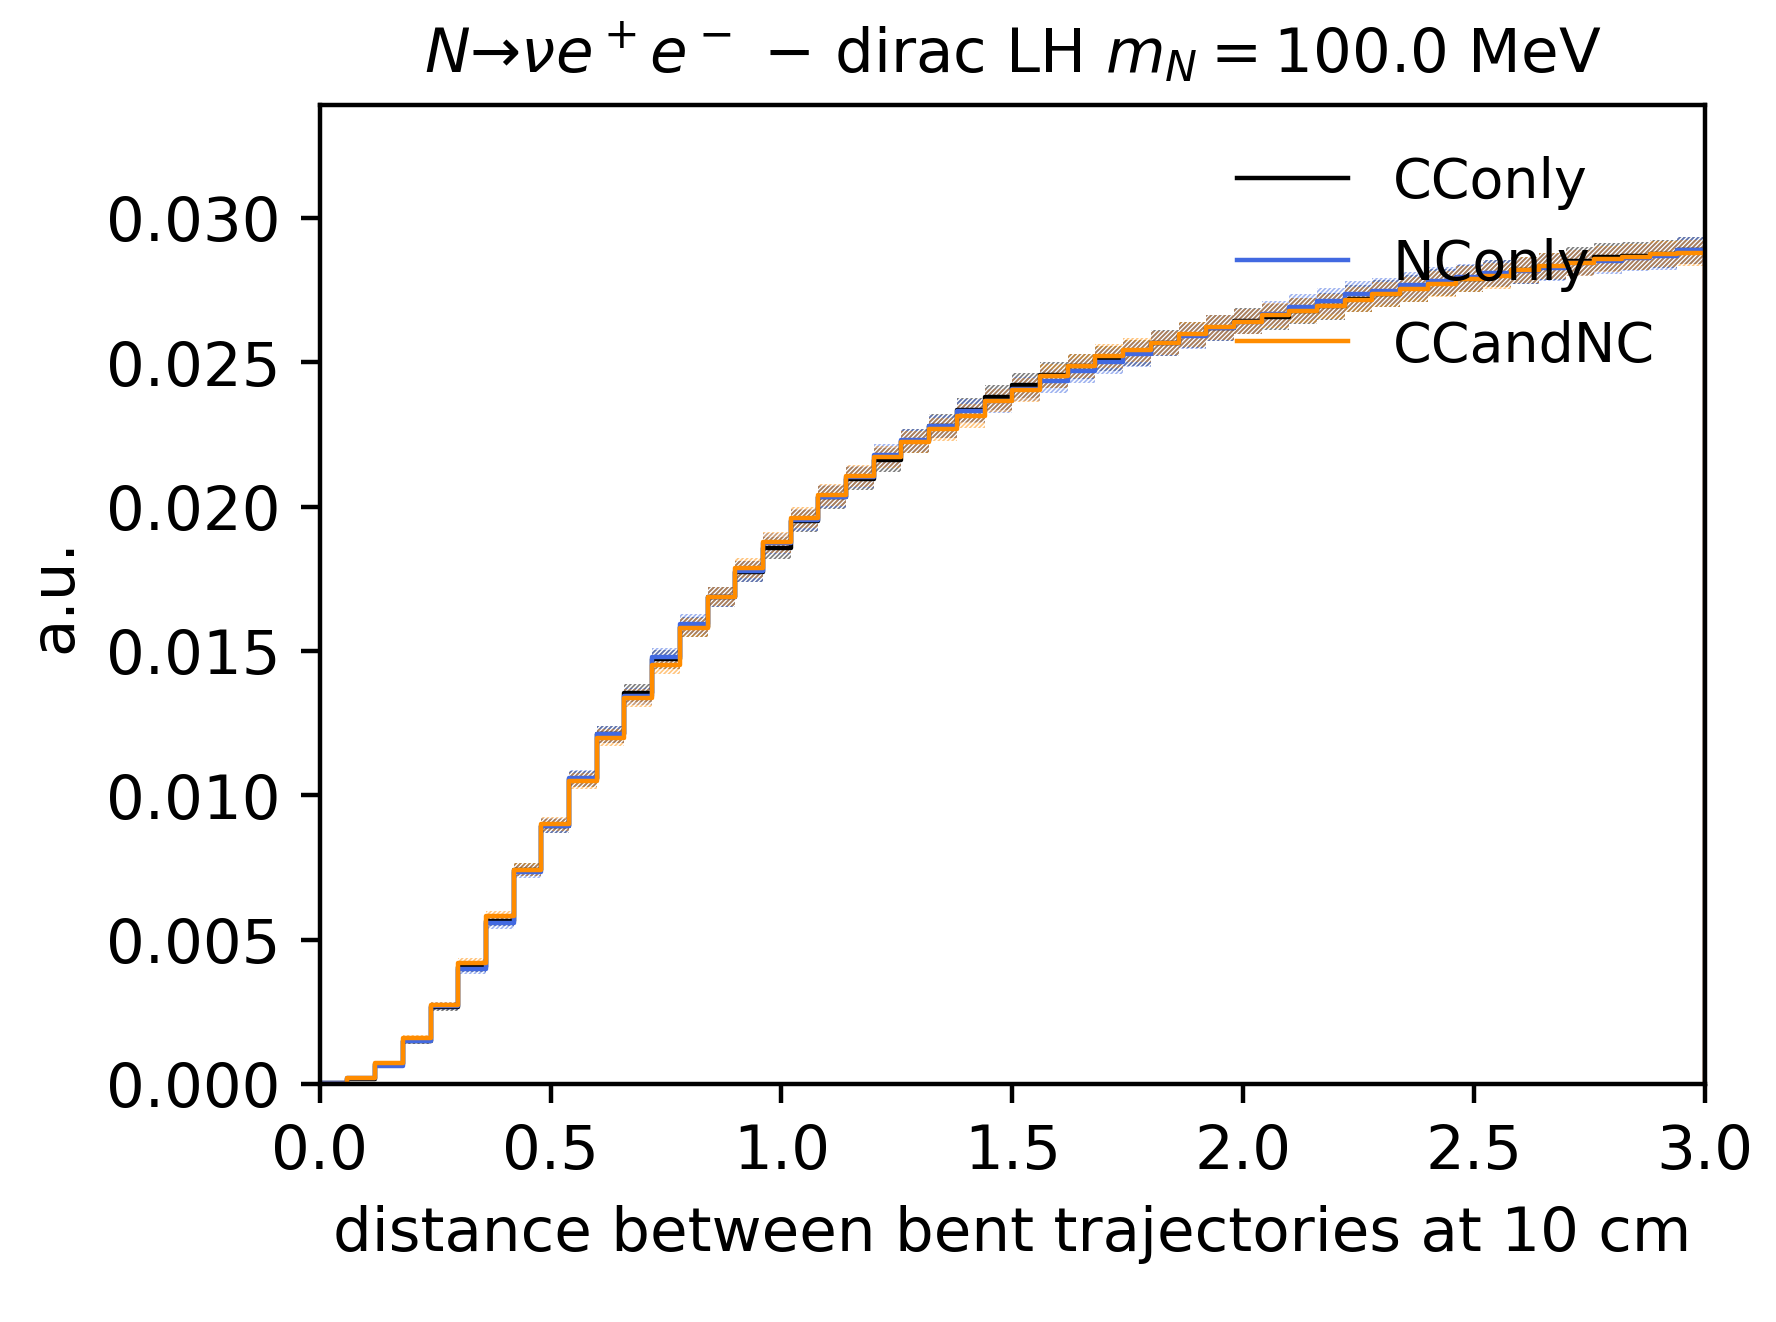 N→νe⁺e⁻ − dirac LH m_N = 100.0 MeV
CConly
NConly
CCandNC
a.u.
0.030
0.025
0.020
0.015
0.010
0.005
0.000
0.0 0.5 1.0 1.5 2.0 2.5 3.0
distance between bent trajectories at 10 cm